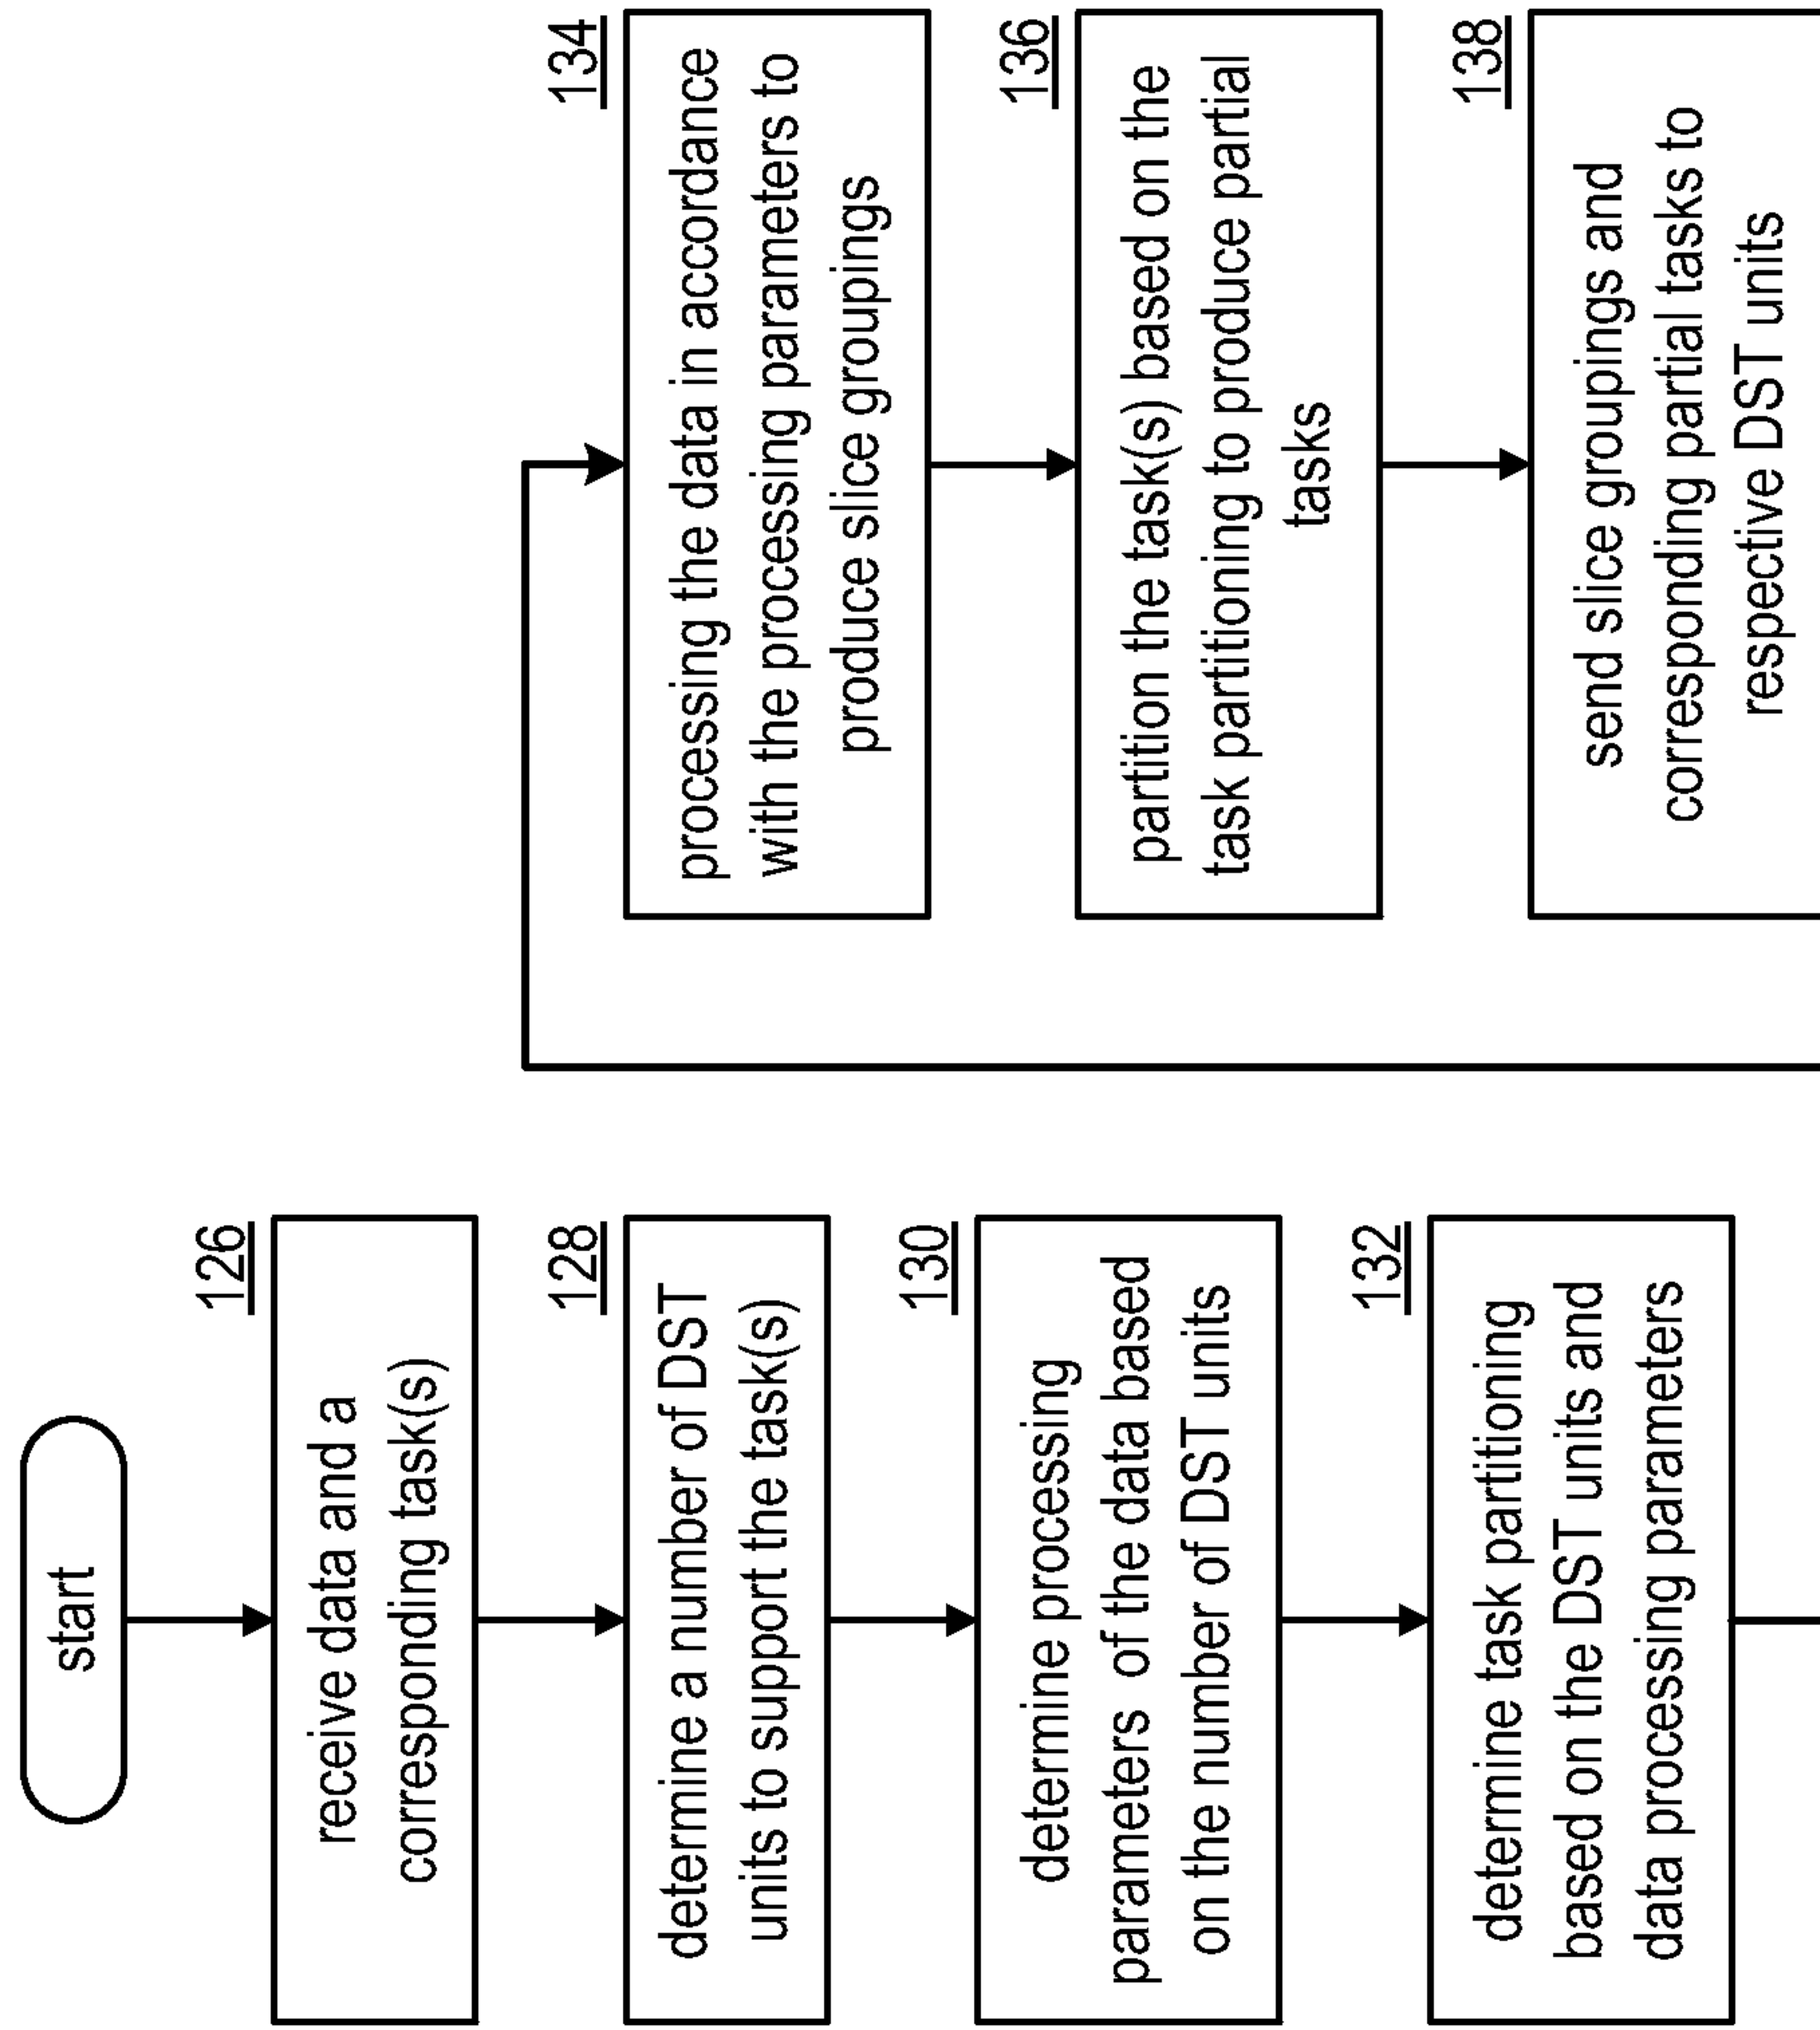 start
126
receive data and a
corresponding task(s)
128
determine a number of DST
units to support the task(s)
130
determine processing
parameters of the data based
on the number of DST units
132
determine task partitioning
based on the DST units and
data processing parameters
134
processing the data in accordance
with the processing parameters to
produce slice groupings
136
partition the task(s) based on the
task partitioning to produce partial
tasks
138
send slice groupings and
corresponding partial tasks to
respective DST units